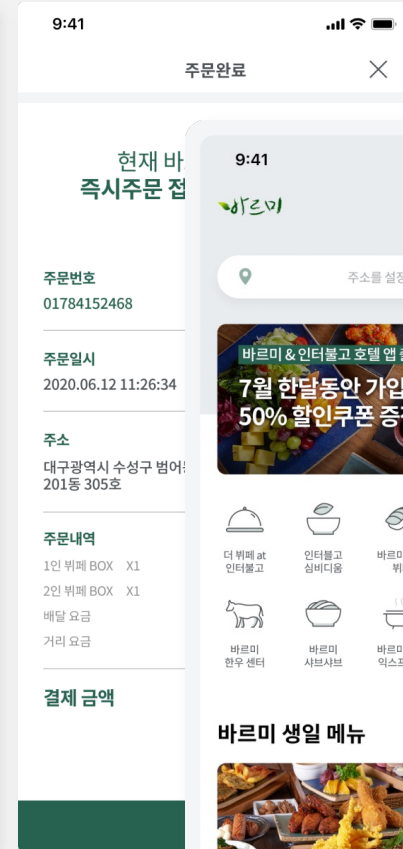 9:41
주문완료
현재 바
즉시주문 접
주문번호
01784152468
주문일시
2020.06.12 11:26:34
주소
대구광역시 수성구 범어
201동 305호
주문내역
1인 뷔페 BOX X1
2인 뷔페 BOX X1
배달 요금
거리 요금
결제 금액
9:41
바르미
주소를 설정
바르미 & 인터불고 호텔 앱
7월 한달동안 가입
50% 할인쿠폰 증
더 뷔페 at
인터불고
인터불고
심비디움
바르미
뷔
바르미
한우 센터
바르미
샤브샤브
바르미
익스프
바르미 생일 메뉴